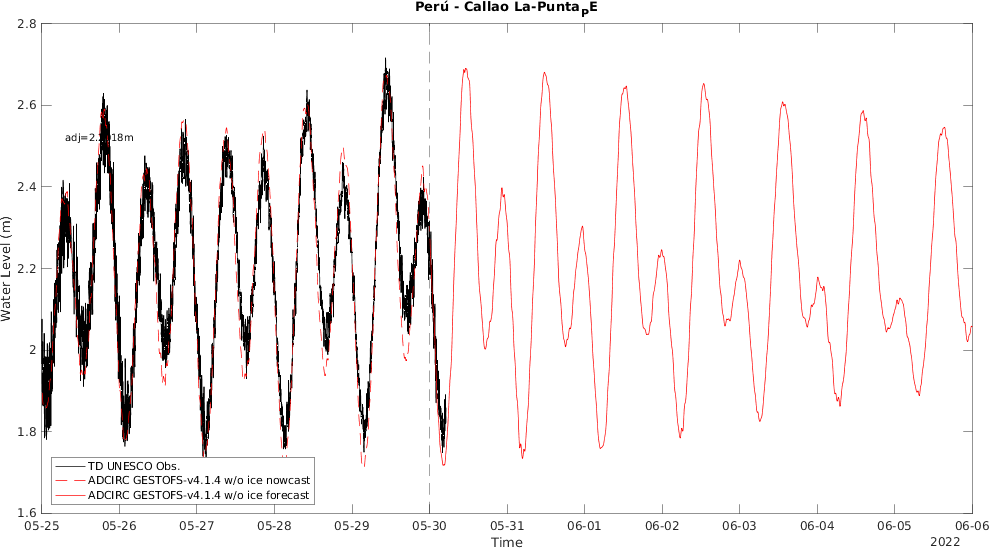 Perú - Callao La-PuntapE
2.8
2.6
2.4
2.2
2
1.8
1.6
Water Level (m)
TD UNESCO Obs.
ADCIRC GESTOFS-v4.1.4 w/o ice nowcast
ADCIRC GESTOFS-v4.1.4 w/o ice forecast
05-25 05-26 05-27 05-28 05-29 05-30 05-31 06-01 06-02 06-03 06-04 06-05 06-06
Time
2022